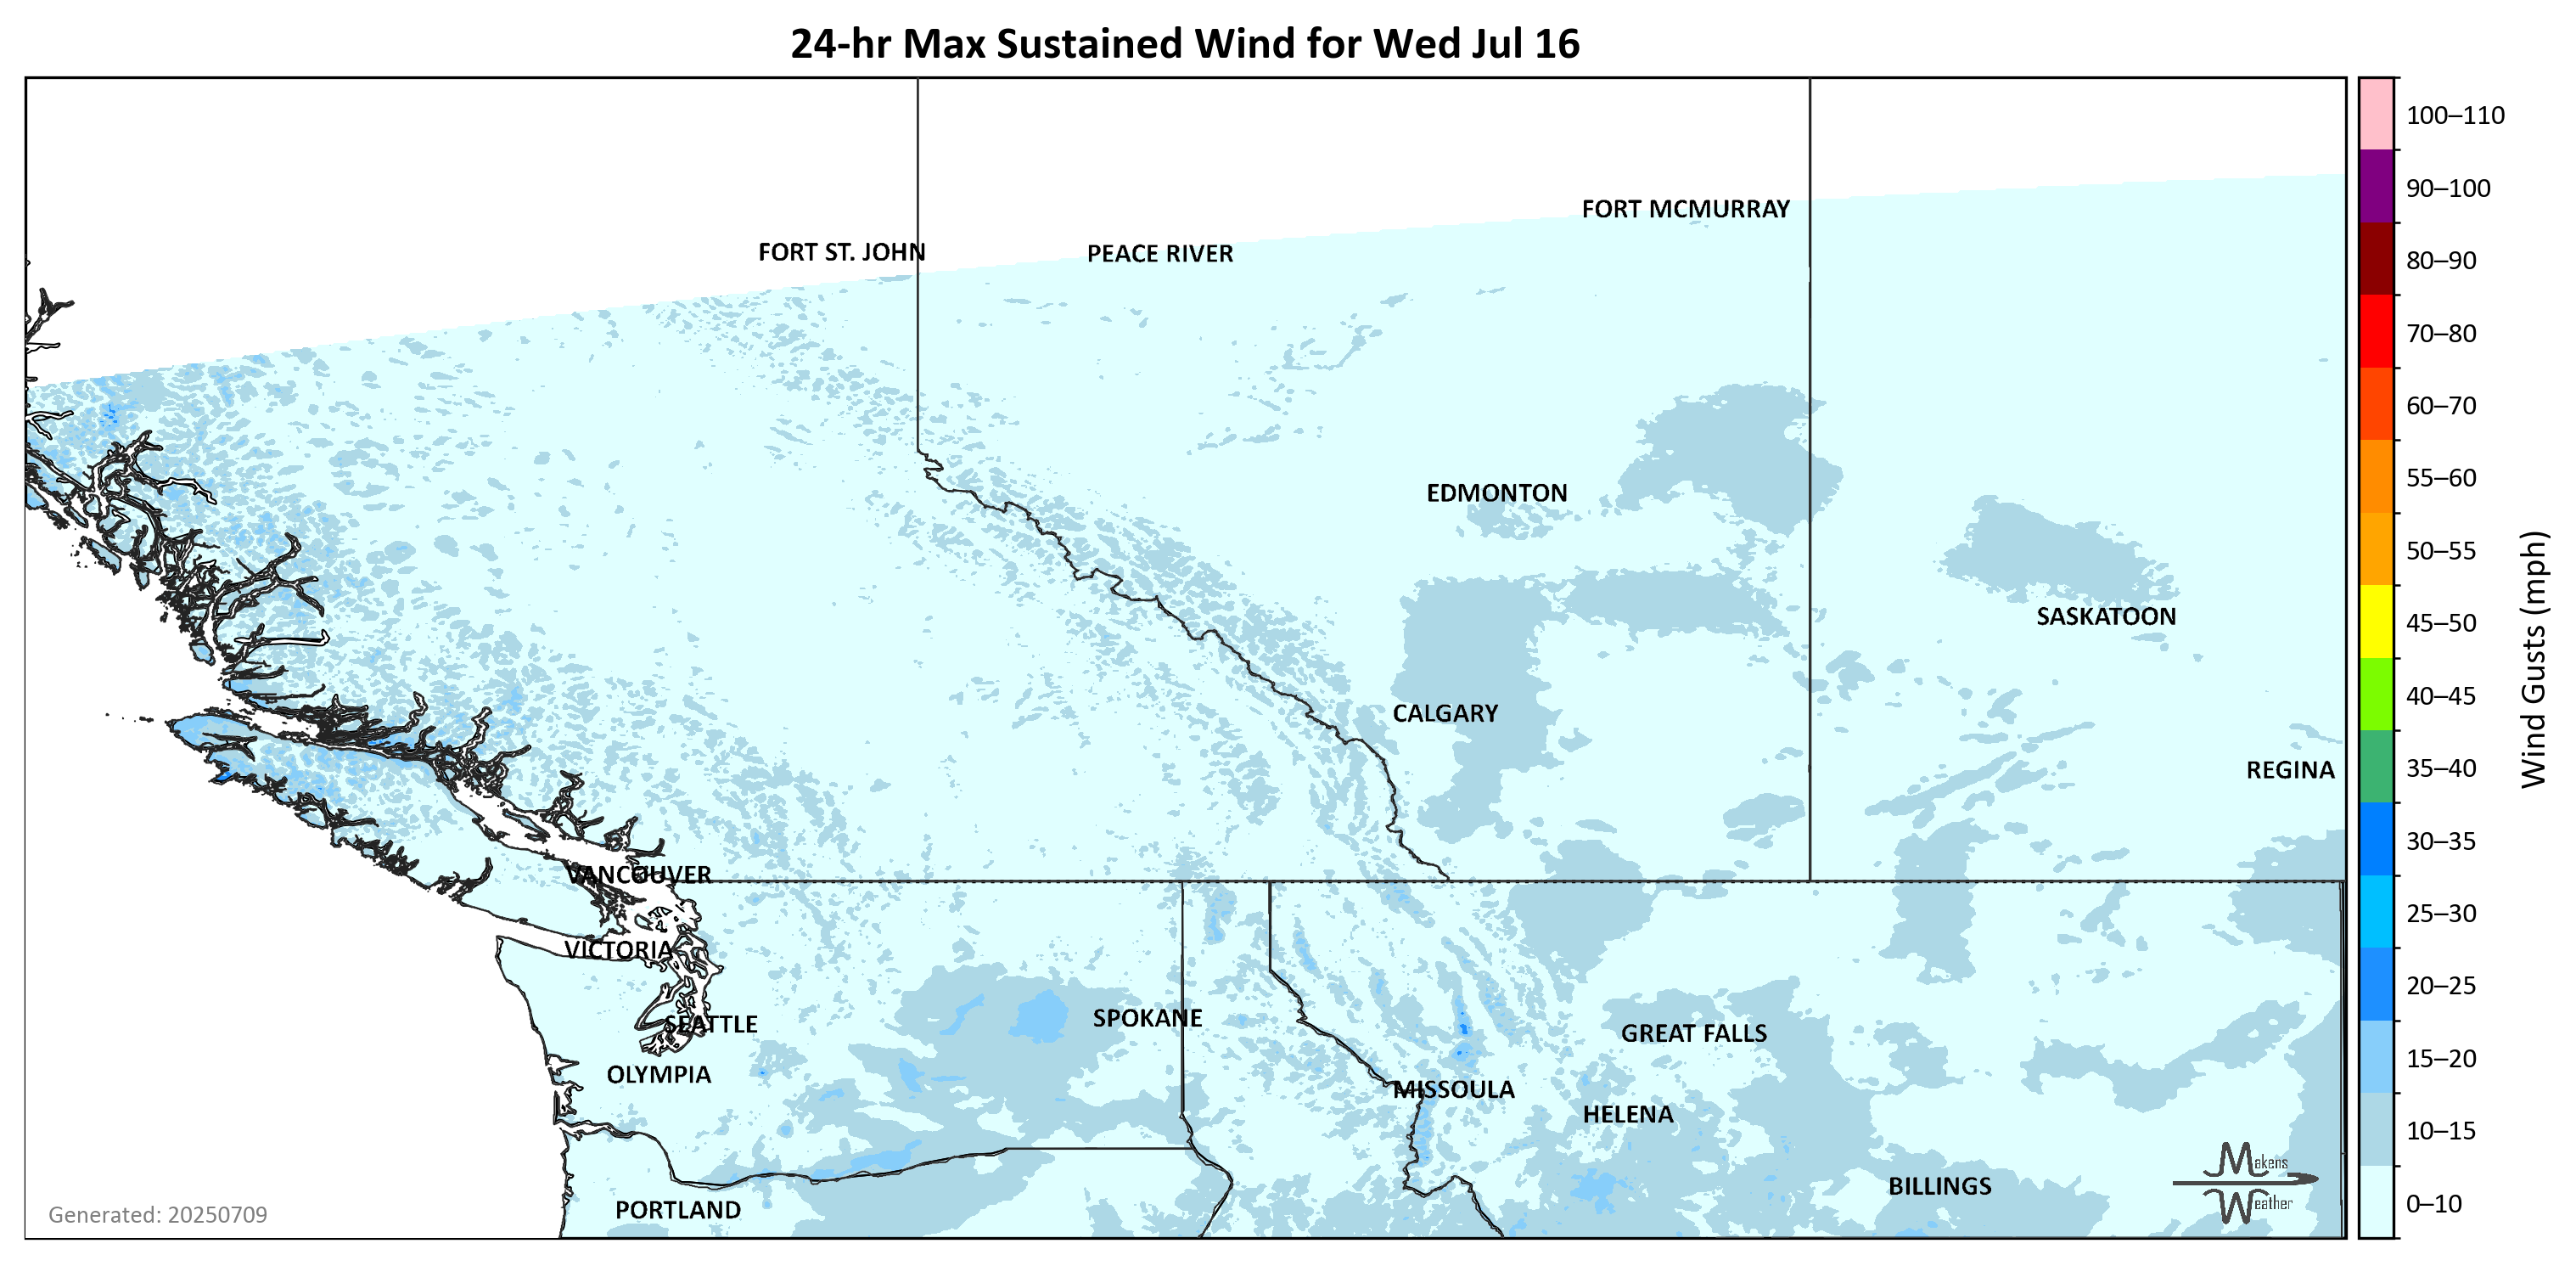 24-hr Max Sustained Wind for Wed Jul 16
100–110
90–100
80–90
70–80
60–70
55–60
50–55
45–50
40–45
35–40
30–35
25–30
20–25
15–20
10–15
0–10
Wind Gusts (mph)
FORT MCMURRAY
FORT ST. JOHN
PEACE RIVER
EDMONTON
SASKATOON
CALGARY
REGINA
VANCOUVER
VICTORIA
SEATTLE
SPOKANE
GREAT FALLS
OLYMPIA
MISSOULA
HELENA
BILLINGS
PORTLAND
Makens
Weather
Generated: 20250709